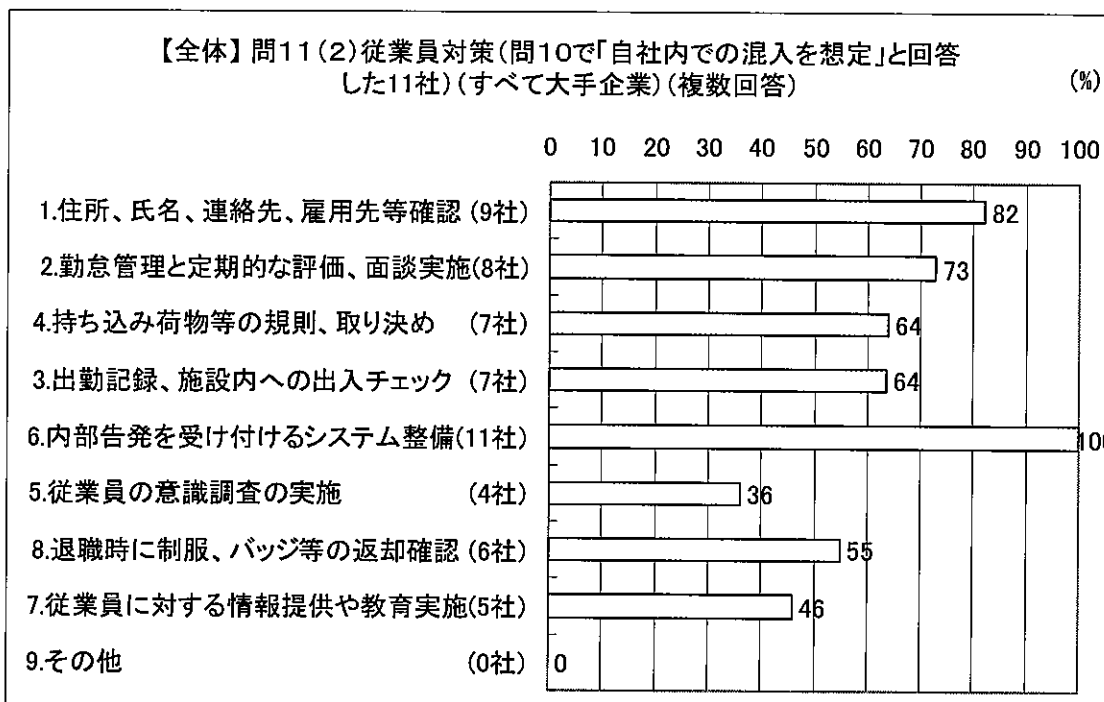 【全体】問11(2)従業員対策(問10で「自社内での混入を想定」と回答
した11社)(すべて大手企業)(複数回答)
(%)
0 10 20 30 40 50 60 70 80 90 100
1.住所、氏名、連絡先、雇用先等確認 (9社) 82
2.勤怠管理と定期的な評価、面談実施(8社) 73
4.持ち込み荷物等の規則、取り決め (7社) 64
3.出勤記録、施設内への出入チェック (7社) 64
6.内部告発を受け付けるシステム整備(11社) 100
5.従業員の意識調査の実施 (4社) 36
8.退職時に制服、バッジ等の返却確認 (6社) 55
7.従業員に対する情報提供や教育実施(5社) 46
9.その他 (0社) 0